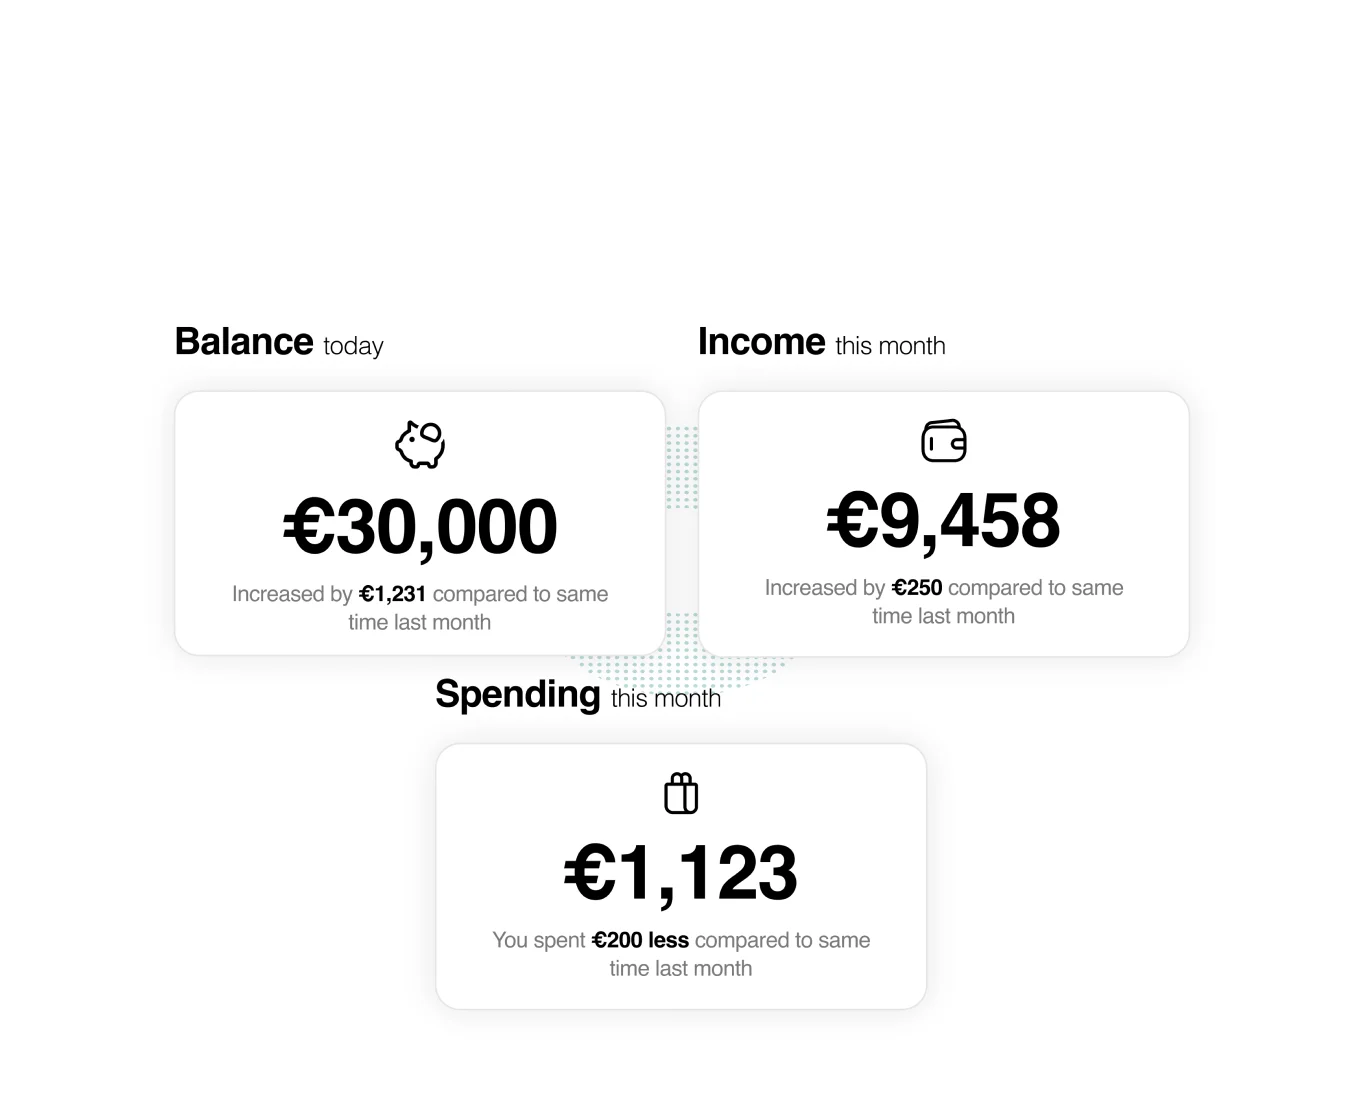 Balance today
€30,000
Increased by €1,231 compared to same
time last month
Income this month
€9,458
Increased by €250 compared to same
time last month
Spending this month
€1,123
You spent €200 less compared to same
time last month